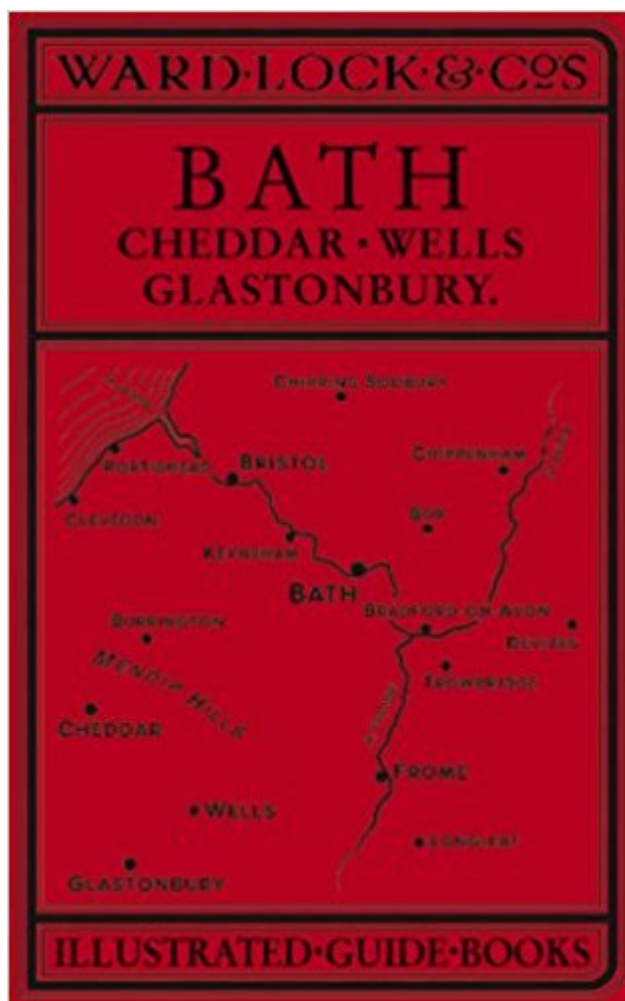 WARD·LOCK·&·Cọ'S
BATH
CHEDDAR · WELLS
GLASTONBURY.
CHIPPING SODBURY
PORTISHEAD
BRISTOL
CHIPPENHAM
CLEVEDON
BOX
KEYNSHAM
BATH
BRADFORD ON AVON
BURRINGTON
DEVIZES
MENDIP HILLS
TROWBRIDGE
CHEDDAR
FROME
WELLS
LONGLEAT
GLASTONBURY
ILLUSTRATED·GUIDE·BOOKS